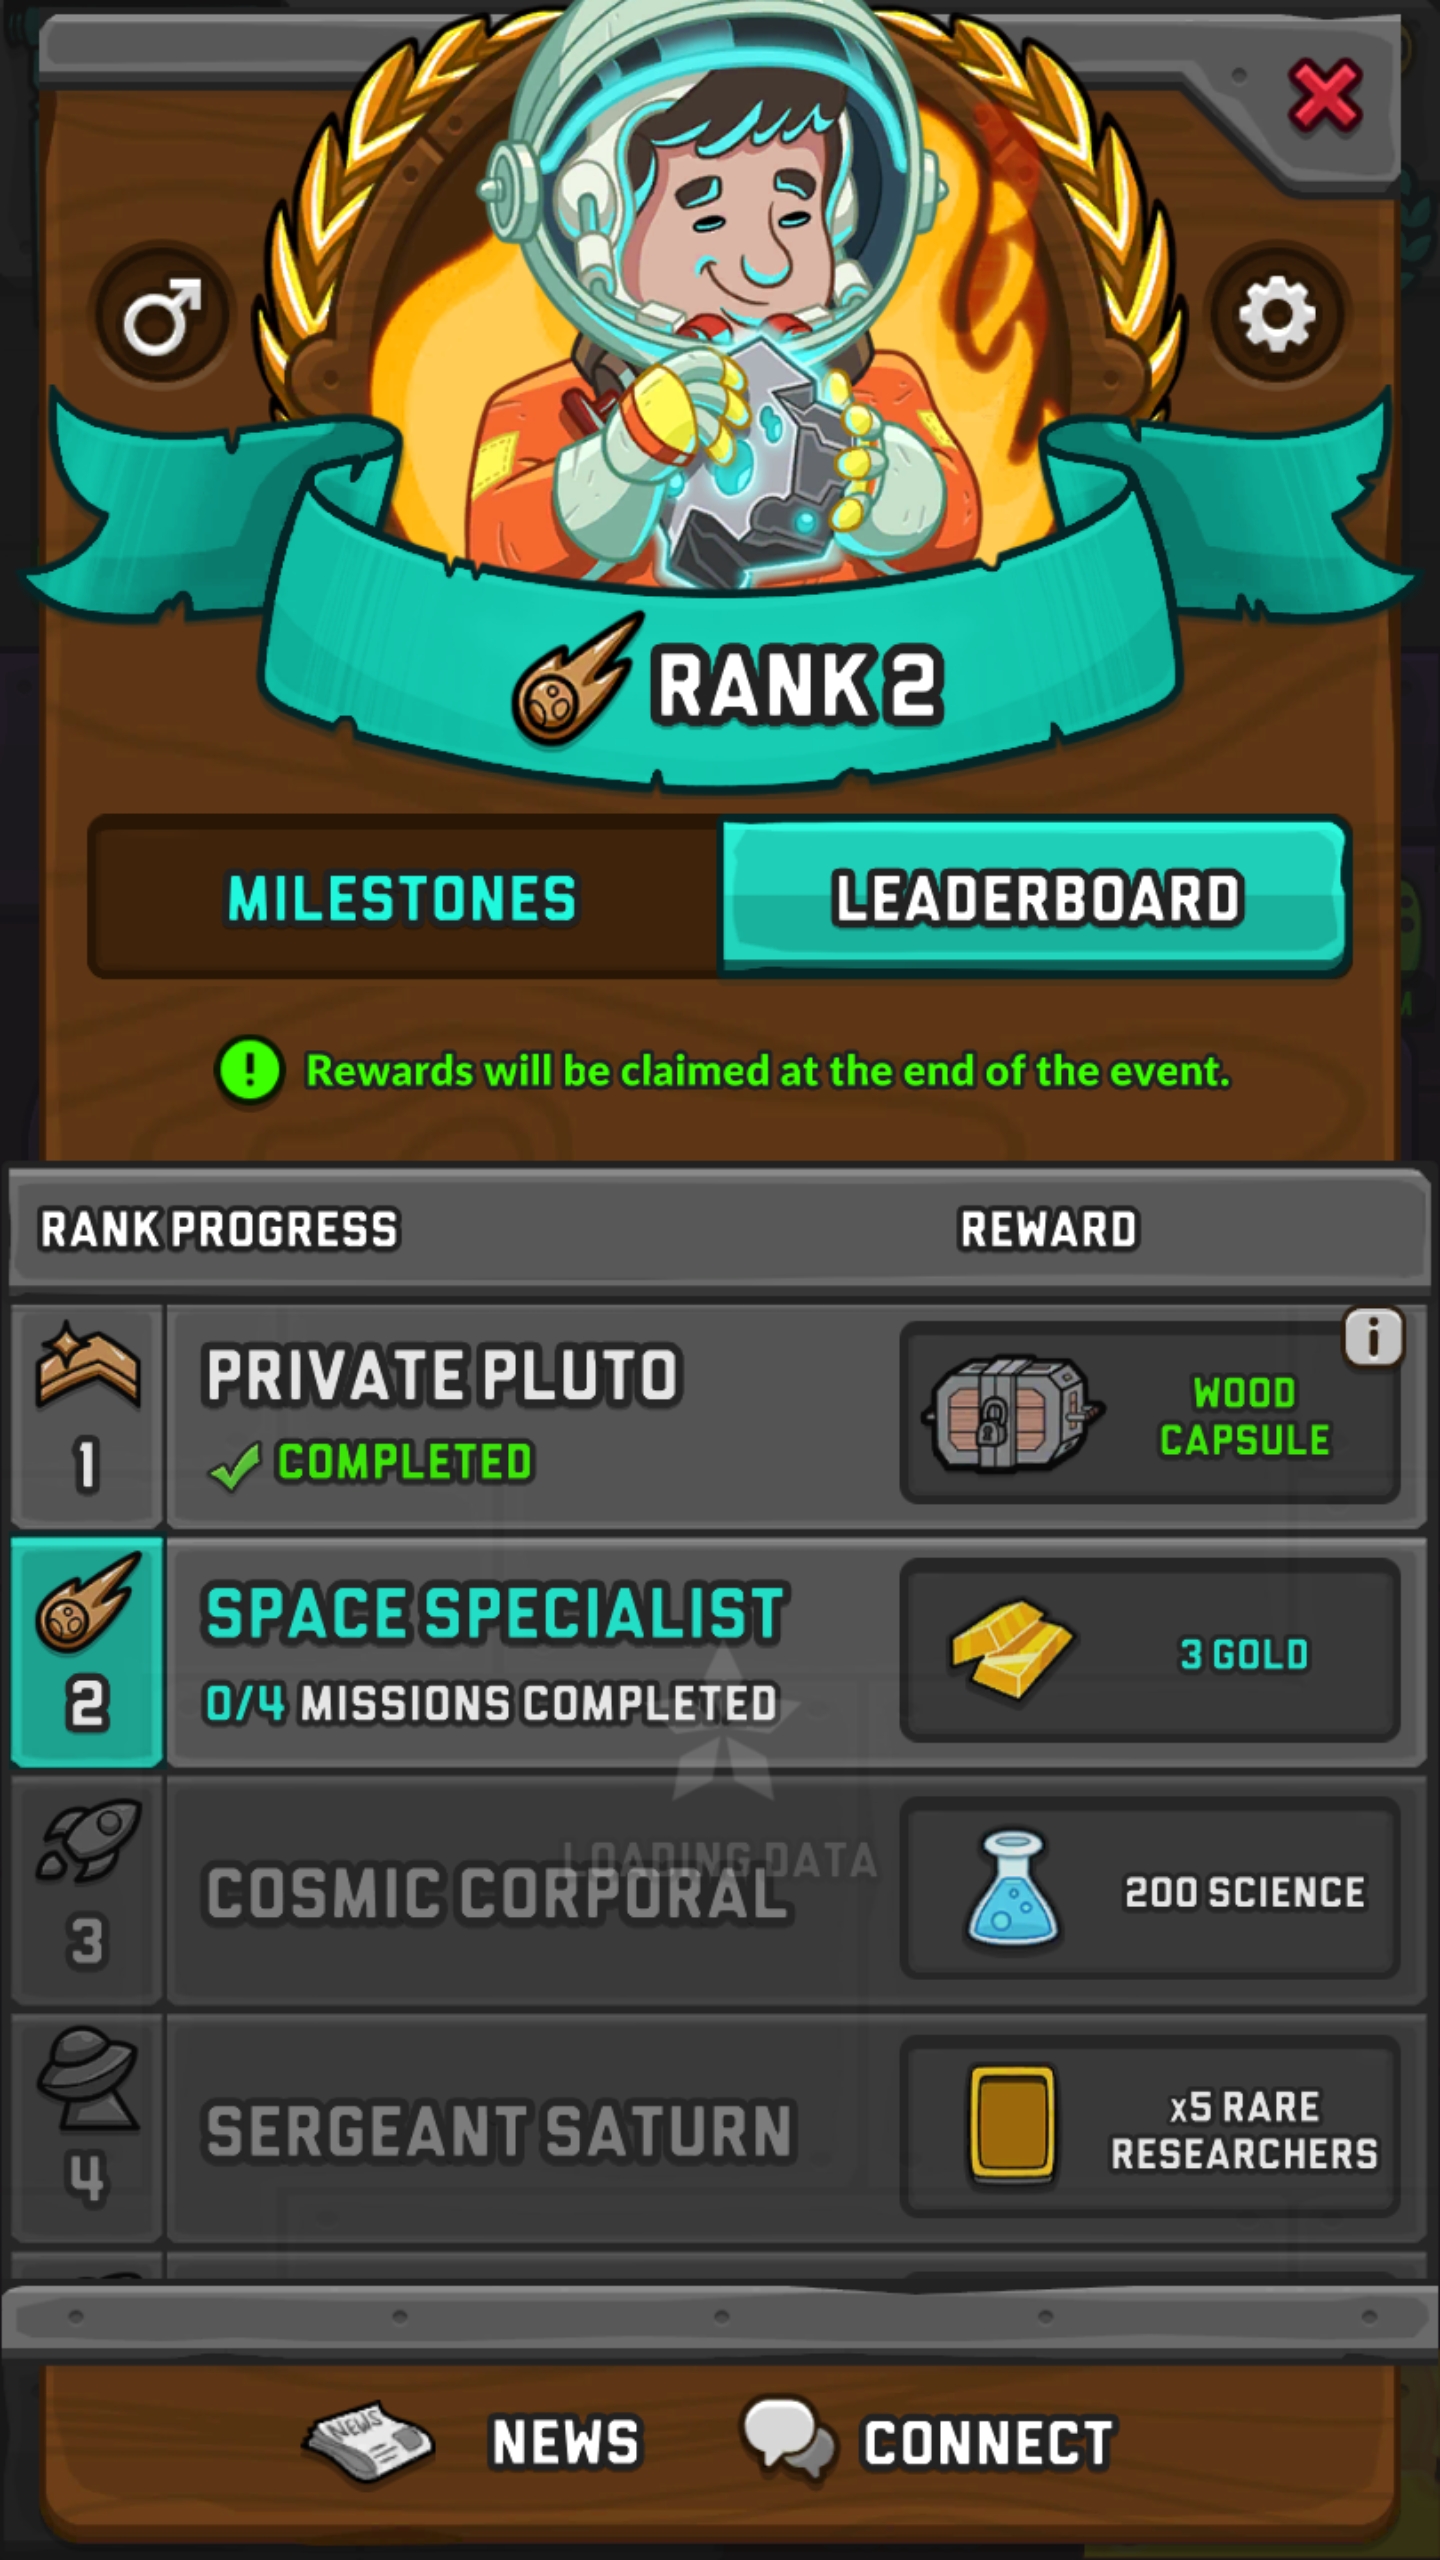 RANK 2
MILESTONES
LEADERBOARD
! Rewards will be claimed at the end of the event.
RANK PROGRESS
REWARD
1
PRIVATE PLUTO
COMPLETED
WOOD
CAPSULE
i
2
SPACE SPECIALIST
0/4 MISSIONS COMPLETED
3 GOLD
LOADING DATA
3
COSMIC CORPORAL
200 SCIENCE
4
SERGEANT SATURN
x5 RARE
RESEARCHERS
NEWS
NEWS
CONNECT